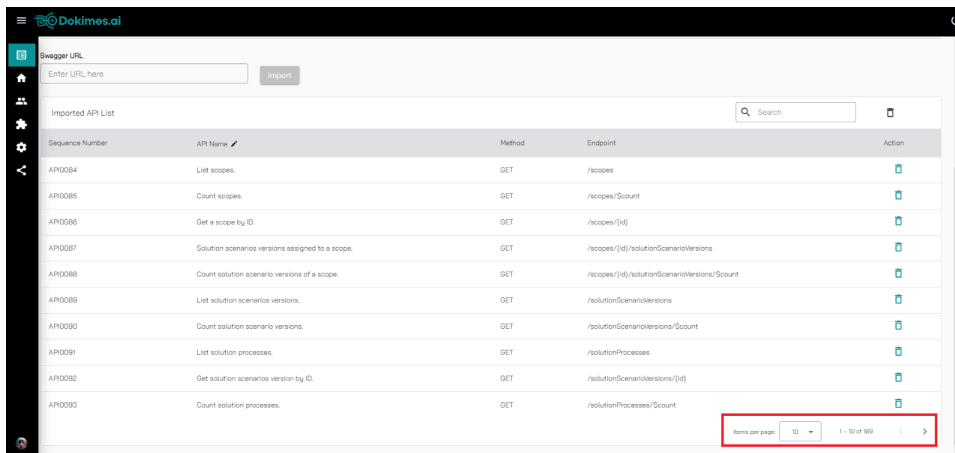 Dokimes.ai
Swagger URL
Enter URL here
Import
Imported API List
Search
Sequence Number API Name Method Endpoint Action
API0084 List scopes. GET /scopes
API0085 Count scopes. GET /scopes/$count
API0086 Get a scope by ID. GET /scopes/{id}
API0087 Solution scenarios versions assigned to a scope. GET /scopes/{id}/solutionScenarioVersions
API0088 Count solution scenario versions of a scope. GET /scopes/{id}/solutionScenarioVersions/$count
API0089 List solution scenarios versions. GET /solutionScenarioVersions
API0090 Count solution scenario versions. GET /solutionScenarioVersions/$count
API0091 List solution processes. GET /solutionProcesses
API0092 Get solution scenarios version by ID. GET /solutionScenarioVersions/{id}
API0093 Count solution processes. GET /solutionProcesses/$count
Items per page: 10 1 – 10 of 189